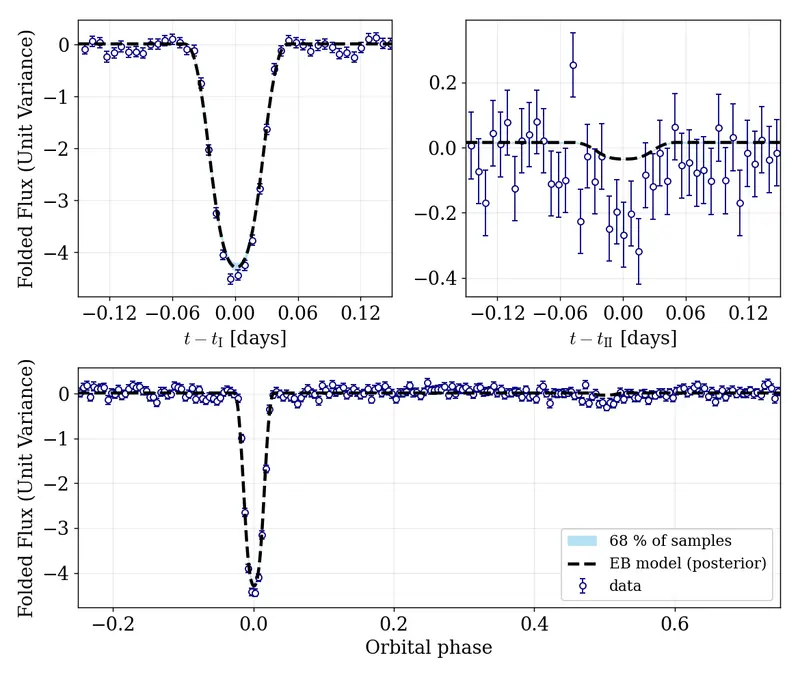 Folded Flux (Unit Variance)
0
−1
−2
−3
−4
−0.12 −0.06 0.00 0.06 0.12
t − tI [days]
0.2
0.0
−0.2
−0.4
−0.12 −0.06 0.00 0.06 0.12
t − tII [days]
Folded Flux (Unit Variance)
0
−1
−2
−3
−4
68 % of samples
EB model (posterior)
data
−0.2 0.0 0.2 0.4 0.6
Orbital phase